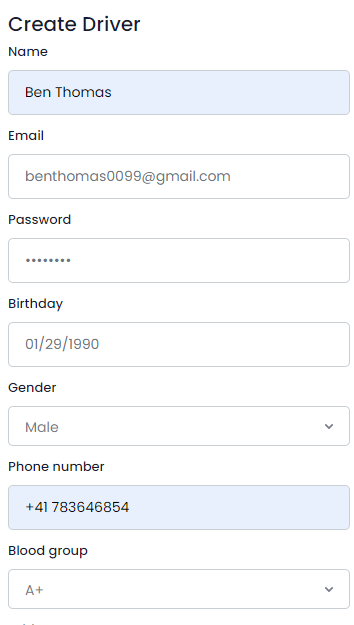 Create Driver
Name
Ben Thomas
Email
benthomas0099@gmail.com
Password
••••••••
Birthday
01/29/1990
Gender
Male
Phone number
+41 783646854
Blood group
A+